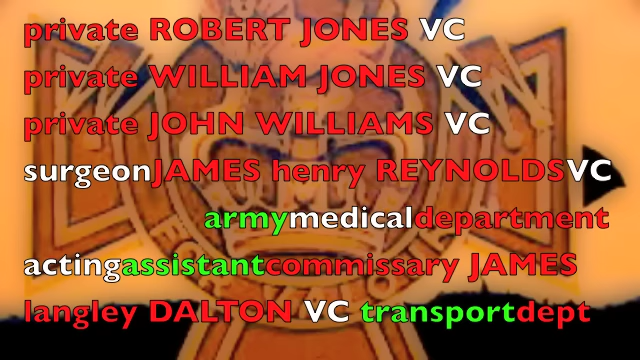 private ROBERT JONES VC
private WILLIAM JONES VC
private JOHN WILLIAMS VC
surgeonJAMES henry REYNOLDSVC
armymedicaldepartment
actingassistantcommissary JAMES
langley DALTON VC transportdept